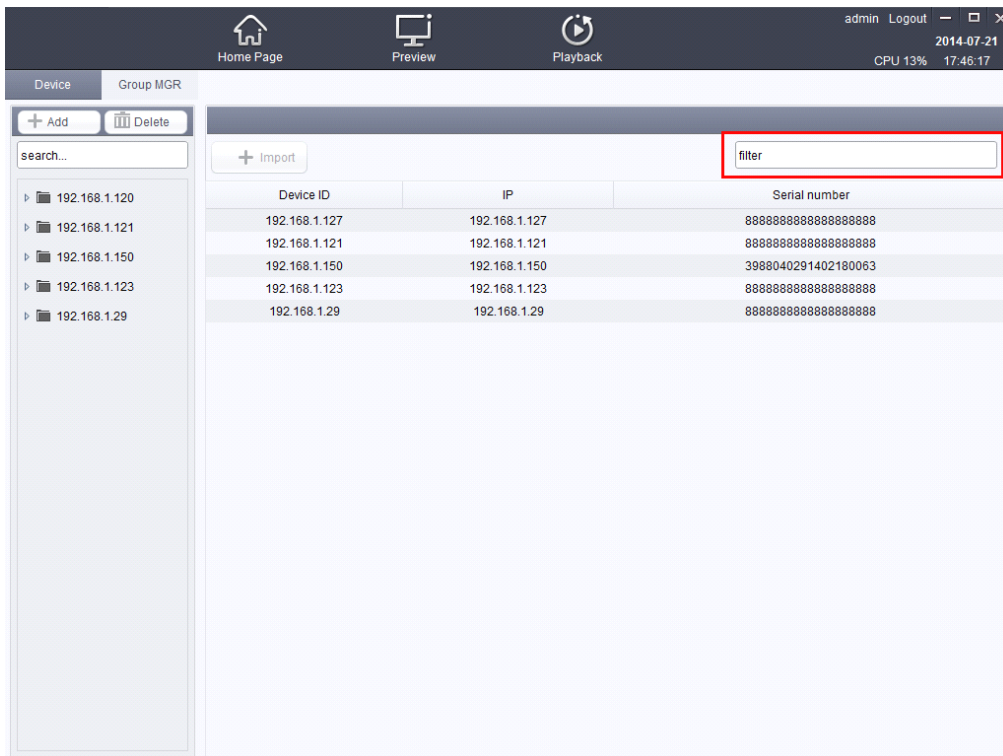 admin Logout
2014-07-21
CPU 13% 17:46:17
Home Page Preview Playback
Device Group MGR
Add Delete
search...
192.168.1.120
192.168.1.121
192.168.1.150
192.168.1.123
192.168.1.29
Import
filter
Device ID IP Serial number
192.168.1.127 192.168.1.127 8888888888888888888
192.168.1.121 192.168.1.121 8888888888888888888
192.168.1.150 192.168.1.150 3988040291402180063
192.168.1.123 192.168.1.123 8888888888888888888
192.168.1.29 192.168.1.29 8888888888888888888